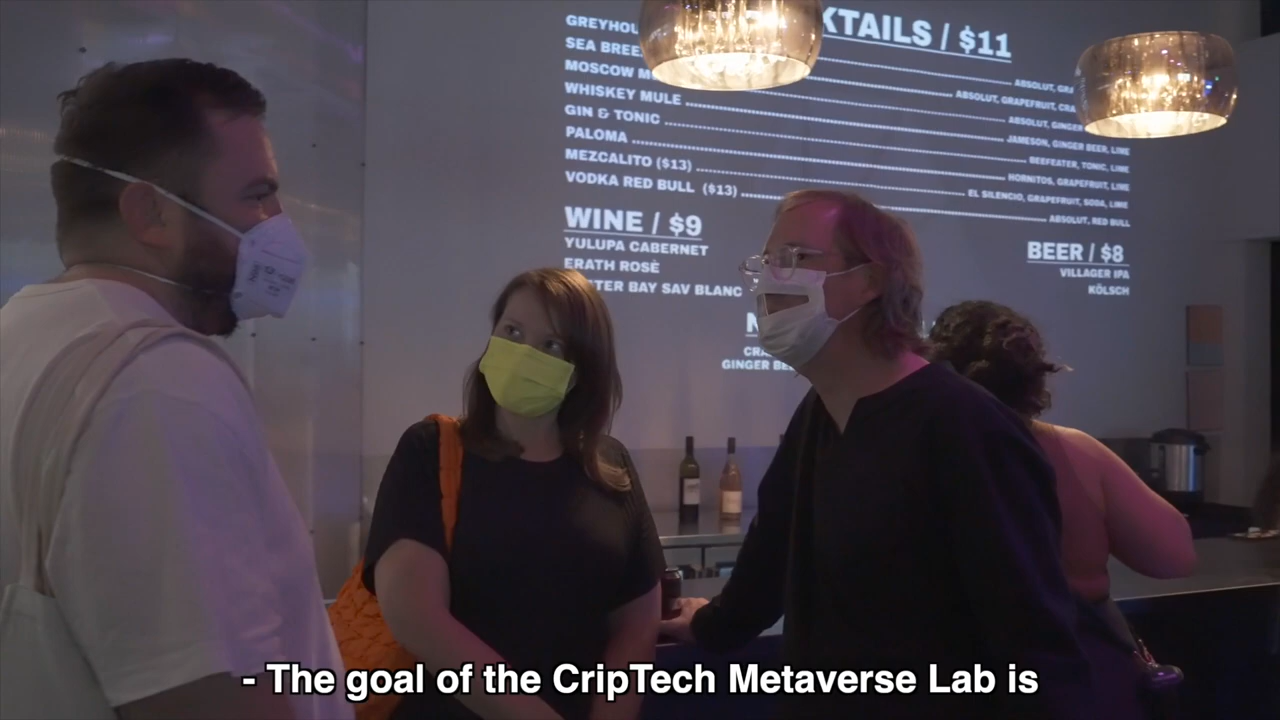 KTAILS / $11
GREYHOU
SEA BREE
MOSCOW M
WHISKEY MULE
GIN & TONIC
PALOMA
MEZCALITO ($13)
VODKA RED BULL ($13)
ABSOLUT, GRA
ABSOLUT, GRAPEFRUIT, CRA
ABSOLUT, GINGER
JAMESON, GINGER BEER, LIME
BEEFEATER, TONIC, LIME
HORNITOS, GRAPEFRUIT, LIME
EL SILENCIO, GRAPEFRUIT, SODA, LIME
ABSOLUT, RED BULL
WINE / $9
YULUPA CABERNET
ERATH ROSÈ
TER BAY SAV BLANC
BEER / $8
VILLAGER IPA
KÖLSCH
N
CRA
GINGER BE
- The goal of the CripTech Metaverse Lab is